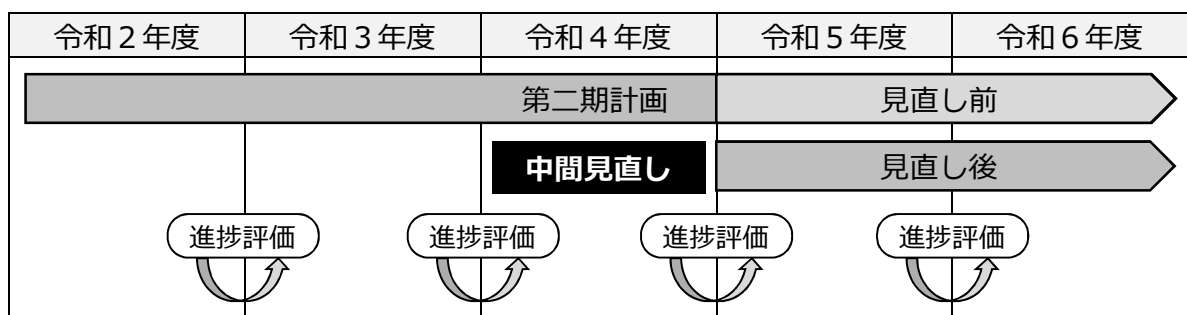 令和２年度 令和３年度 令和４年度 令和５年度 令和６年度
第二期計画 見直し前
中間見直し 見直し後
進捗評価 進捗評価 進捗評価 進捗評価